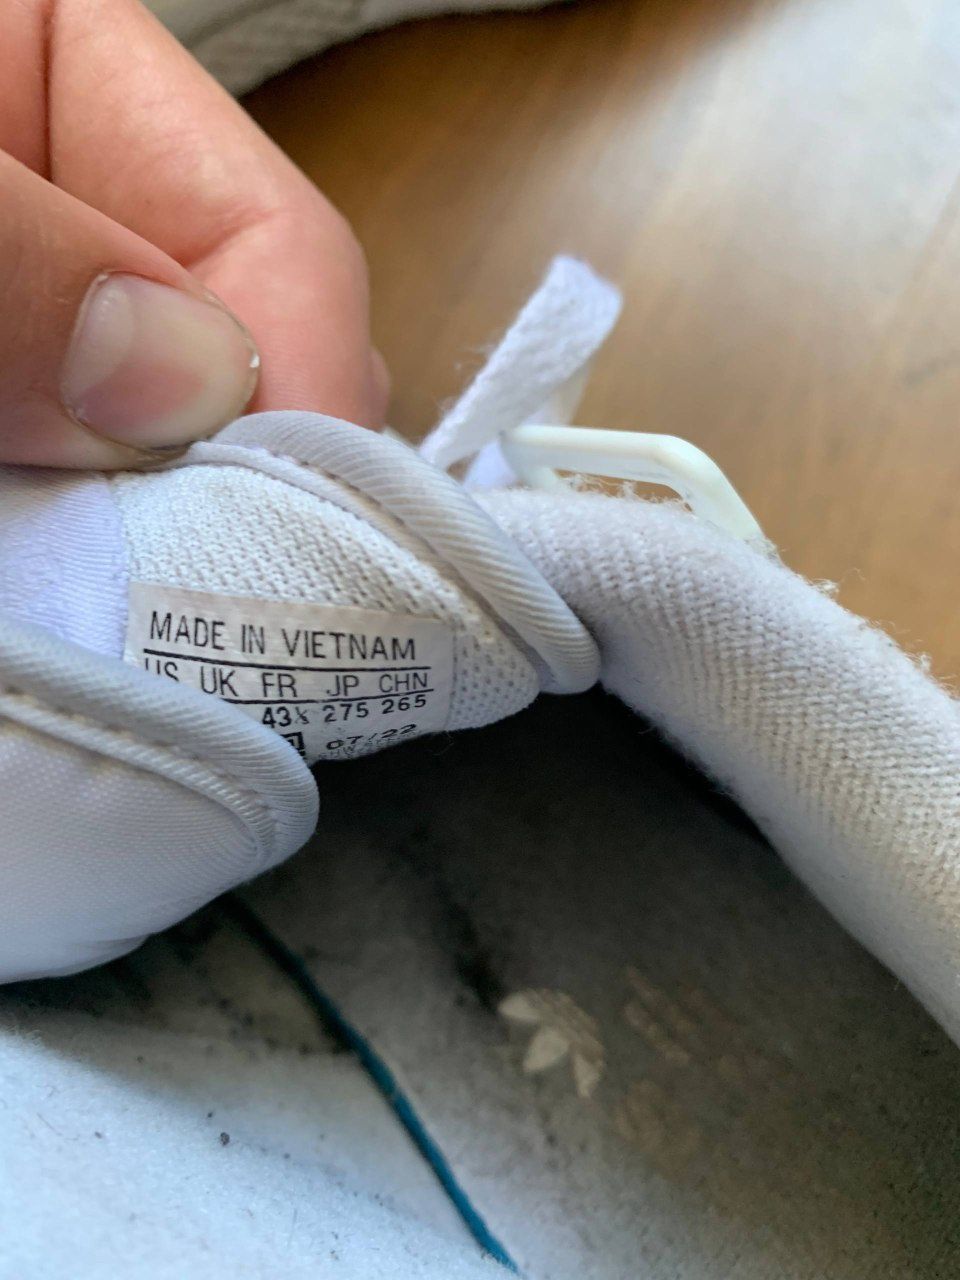 MADE IN VIETNAM
US UK FR JP CHN
43⅓ 275 265
07/22